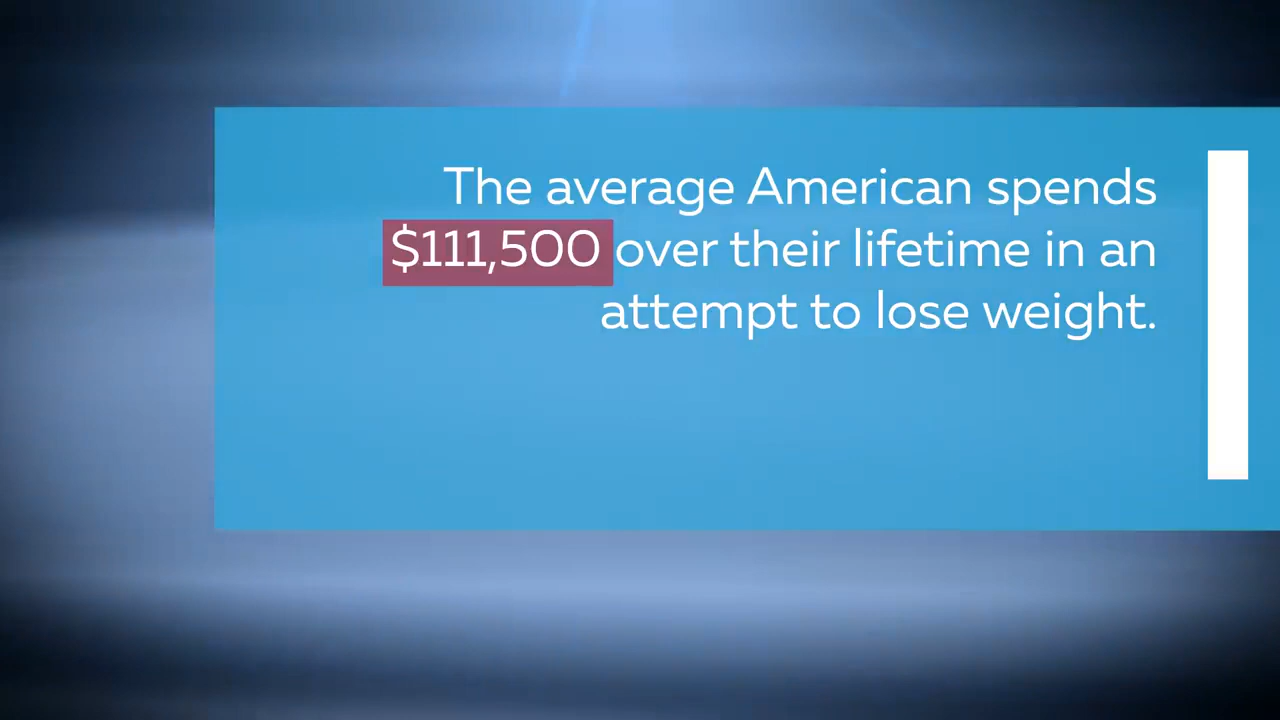 The average American spends
$111,500 over their lifetime in an
attempt to lose weight.